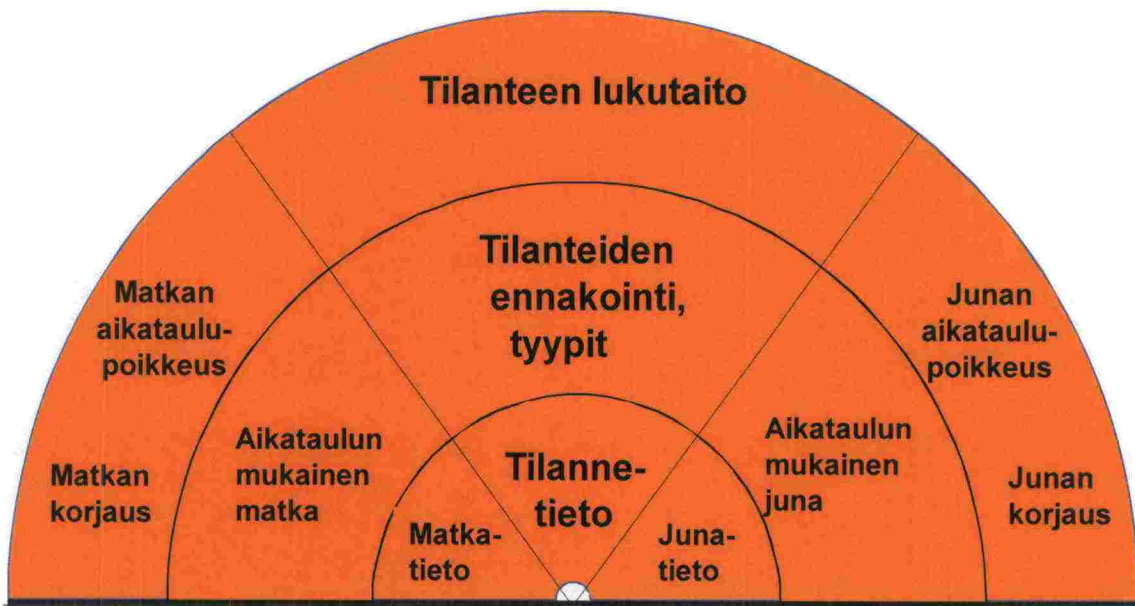 Tilanteen lukutaito
Tilanteiden
ennakointi,
tyypit
Matkan
aikataulu-
poikkeus
Junan
aikataulu-
poikkeus
Aikataulun
mukainen
matka
Aikataulun
mukainen
juna
Matkan
korjaus
Junan
korjaus
Tilanne-
tieto
Matka-
tieto
Juna-
tieto